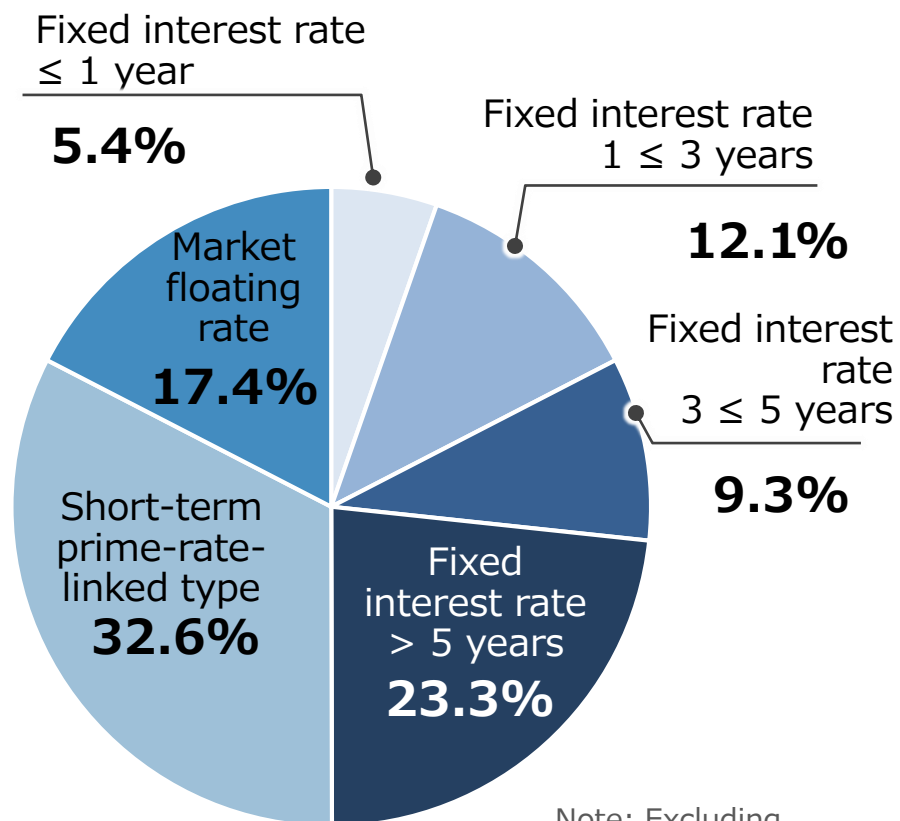 Fixed interest rate
≤ 1 year
5.4%
Fixed interest rate
1 ≤ 3 years
12.1%
Fixed interest
rate
3 ≤ 5 years
9.3%
Fixed
interest rate
> 5 years
23.3%
Short-term
prime-rate-
linked type
32.6%
Market
floating
rate
17.4%
Note: Excluding